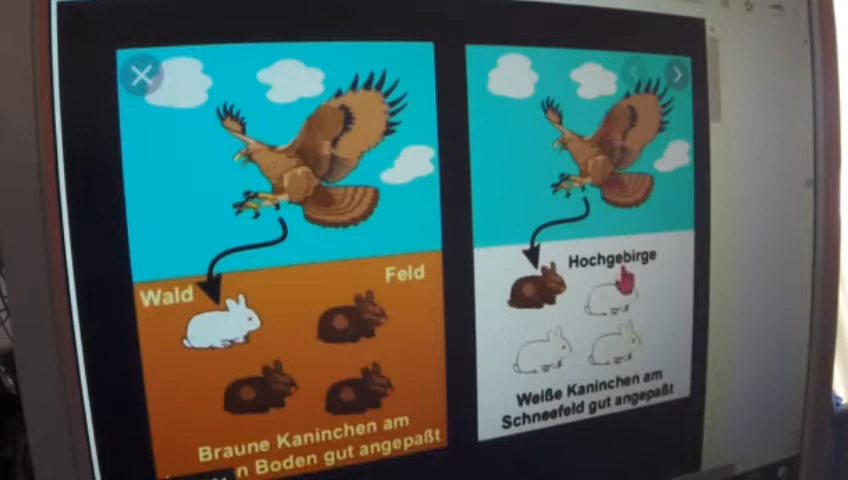 Wald
Feld
Braune Kaninchen am
n Boden gut angepaßt
Hochgebirge
Weiße Kaninchen am
Schneefeld gut angepaßt